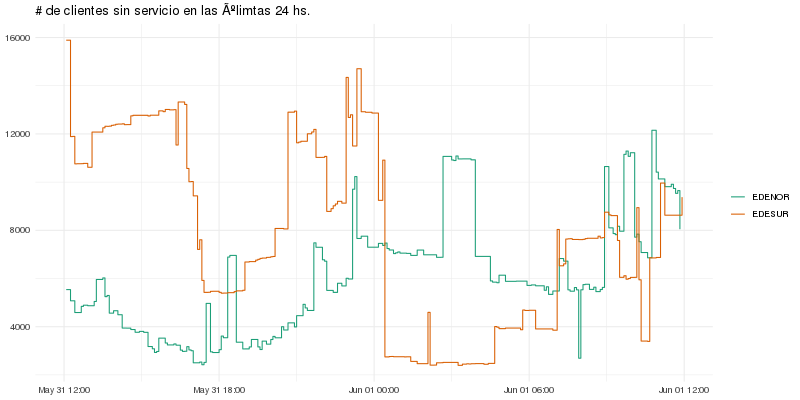 # de clientes sin servicio en las Ãºlimtas 24 hs.
16000
12000
8000
4000
May 31 12:00
May 31 18:00
Jun 01 00:00
Jun 01 06:00
Jun 01 12:00
EDENOR
EDESUR